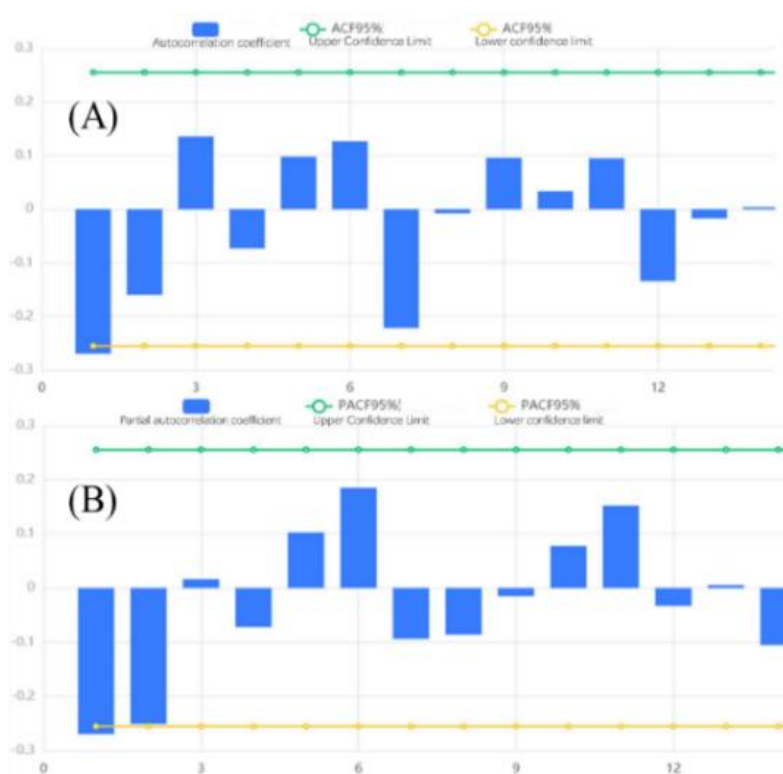 ACF95% ACF95%
Autocorrelation coefficient Upper Confidence Limit Lower confidence limit
0.3
(A)
0.2
0.1
0
-0.1
-0.2
-0.3
0 3 6 9 12
PACF95% PACF95%
Partial autocorrelation coefficient Upper Confidence Limit Lower confidence limit
0.3
0.2
(B)
0.1
0
-0.1
-0.2
-0.3
0 3 6 9 12